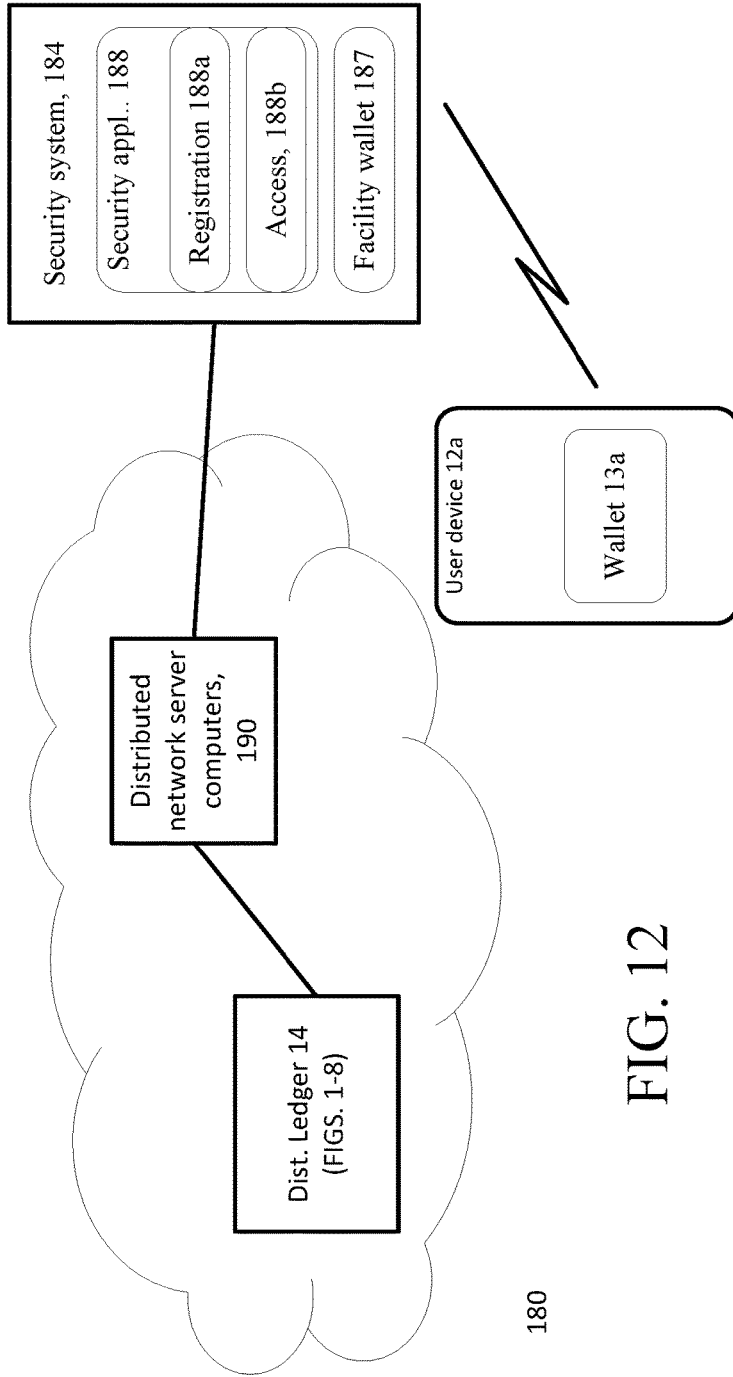 Security system, 184
Security appl.. 188
Registration 188a
Access, 188b
Facility wallet 187
Distributed
network server
computers,
190
User device 12a
Wallet 13a
Dist. Ledger 14
(FIGS. 1-8)
180
FIG. 12